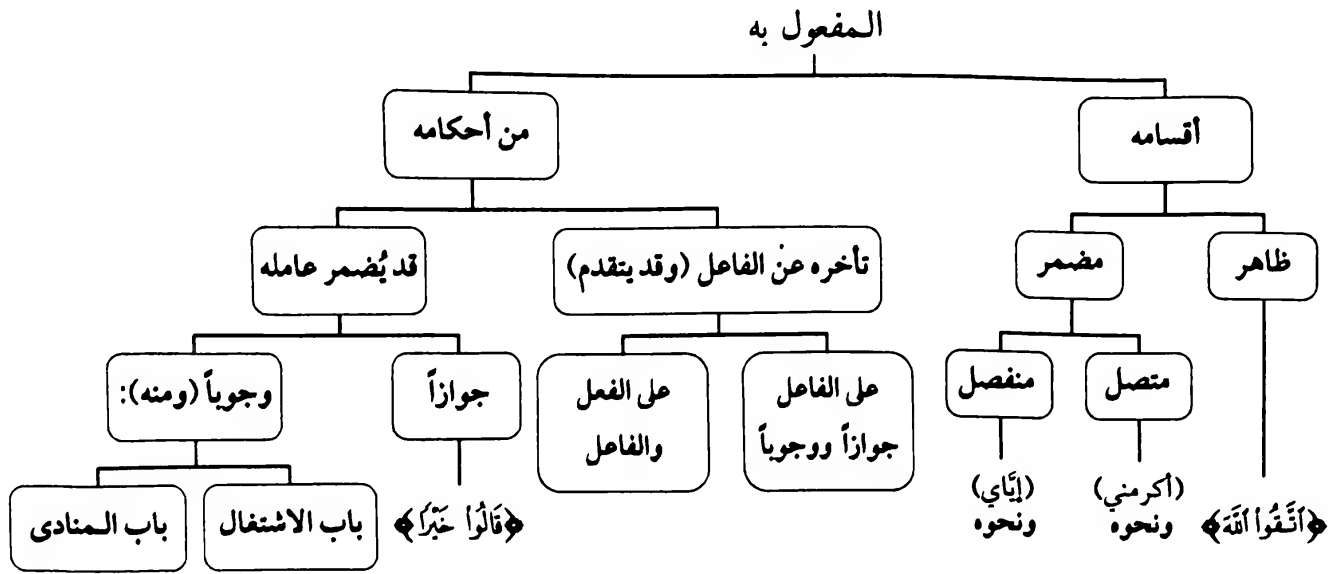 المفعول به
أقسامه
من أحكامه
ظاهر
مضمر
تأخره عن الفاعل (وقد يتقدم)
قد يُضمر عامله
متصل
منفصل
على الفاعل
جوازاً ووجوباً
على الفعل
والفاعل
جوازاً
وجوباً (ومنه):
﴿ٱتَّقُواْ ٱللَّهَ﴾
(أكرمني)
ونحوه
(إيَّاي)
ونحوه
﴿قَالُواْ خَيْرٗا﴾
باب الاشتغال
باب المنادى